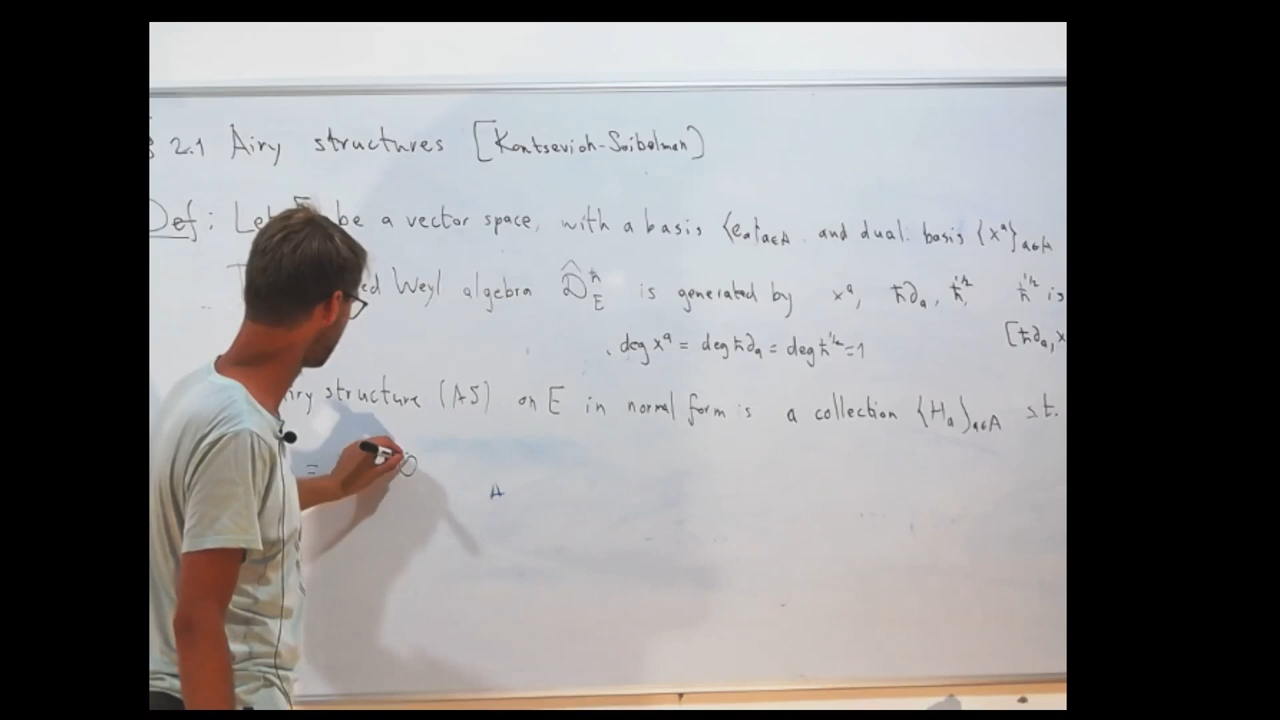 § 2.1 Airy structures [Kontsevich-Soibelman]
Def: Let E be a vector space, with a basis {e_a}_{a∈A} and dual basis {x^a}_{a∈A}
Weyl algebra \hat{D}^ħ_E is generated by x^a, ħ∂_a, ħ^{1/2} ħ^{1/2} is
deg x^a = deg ħ∂_a = deg ħ^{1/2} = 1 [ħ∂_a, x
structure (AS) on E in normal form is a collection {H_a}_{a∈A} s.t.
=